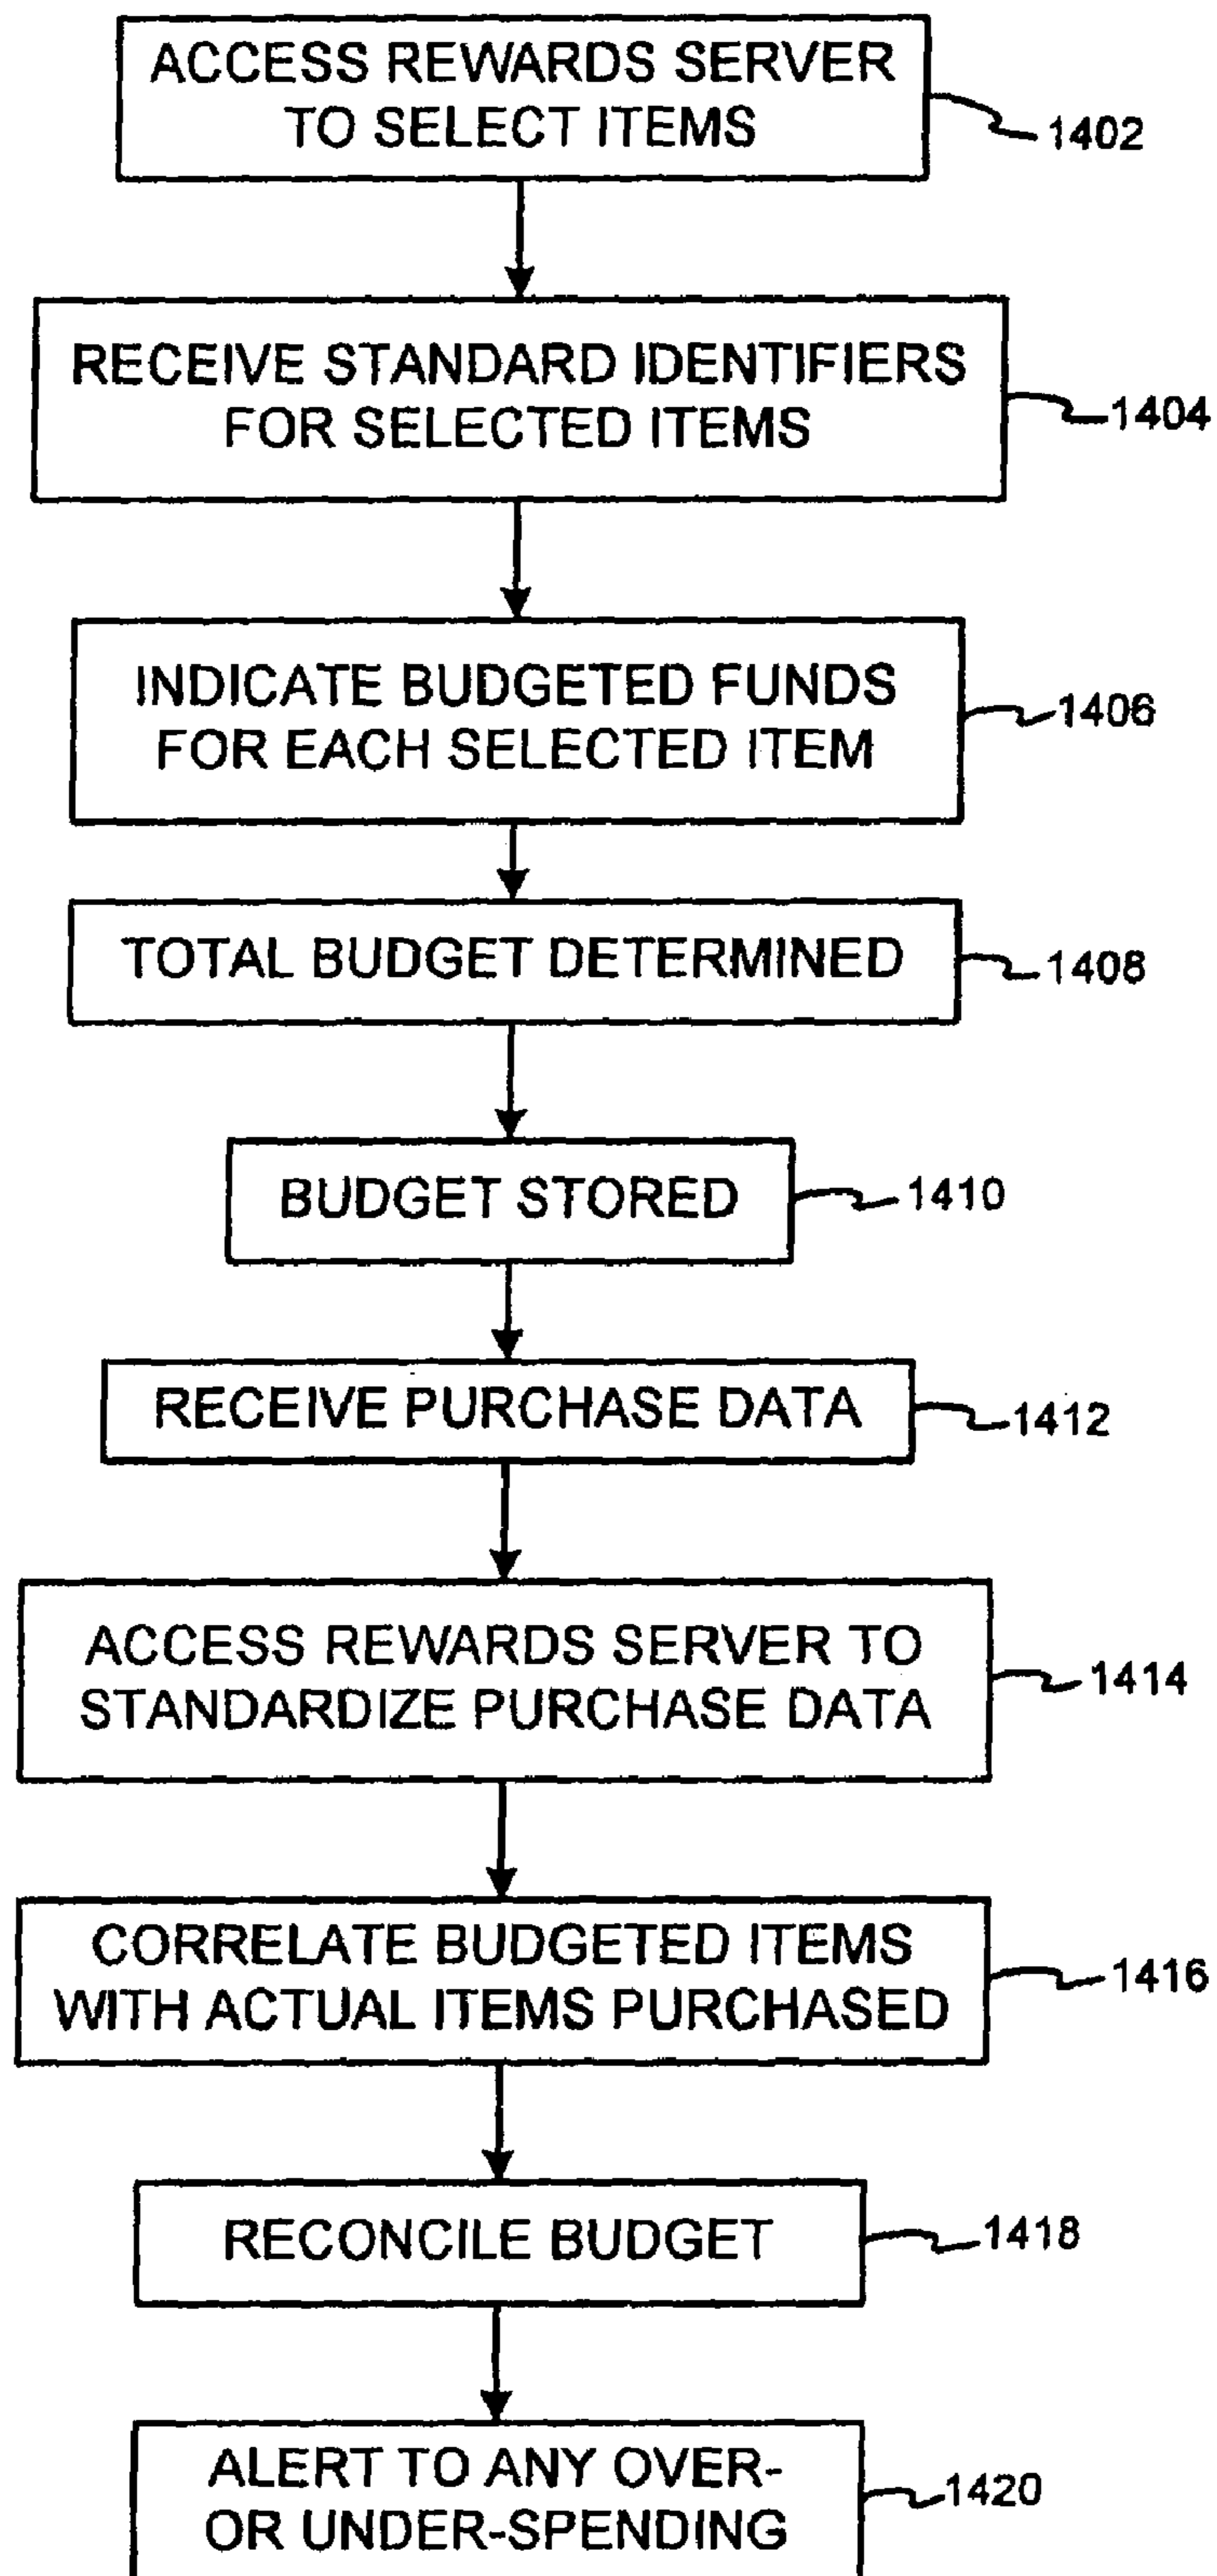 ACCESS REWARDS SERVER
TO SELECT ITEMS
1402
RECEIVE STANDARD IDENTIFIERS
FOR SELECTED ITEMS
1404
INDICATE BUDGETED FUNDS
FOR EACH SELECTED ITEM
1406
TOTAL BUDGET DETERMINED
1408
BUDGET STORED
1410
RECEIVE PURCHASE DATA
1412
ACCESS REWARDS SERVER TO
STANDARDIZE PURCHASE DATA
1414
CORRELATE BUDGETED ITEMS
WITH ACTUAL ITEMS PURCHASED
1416
RECONCILE BUDGET
1418
ALERT TO ANY OVER-
OR UNDER-SPENDING
1420